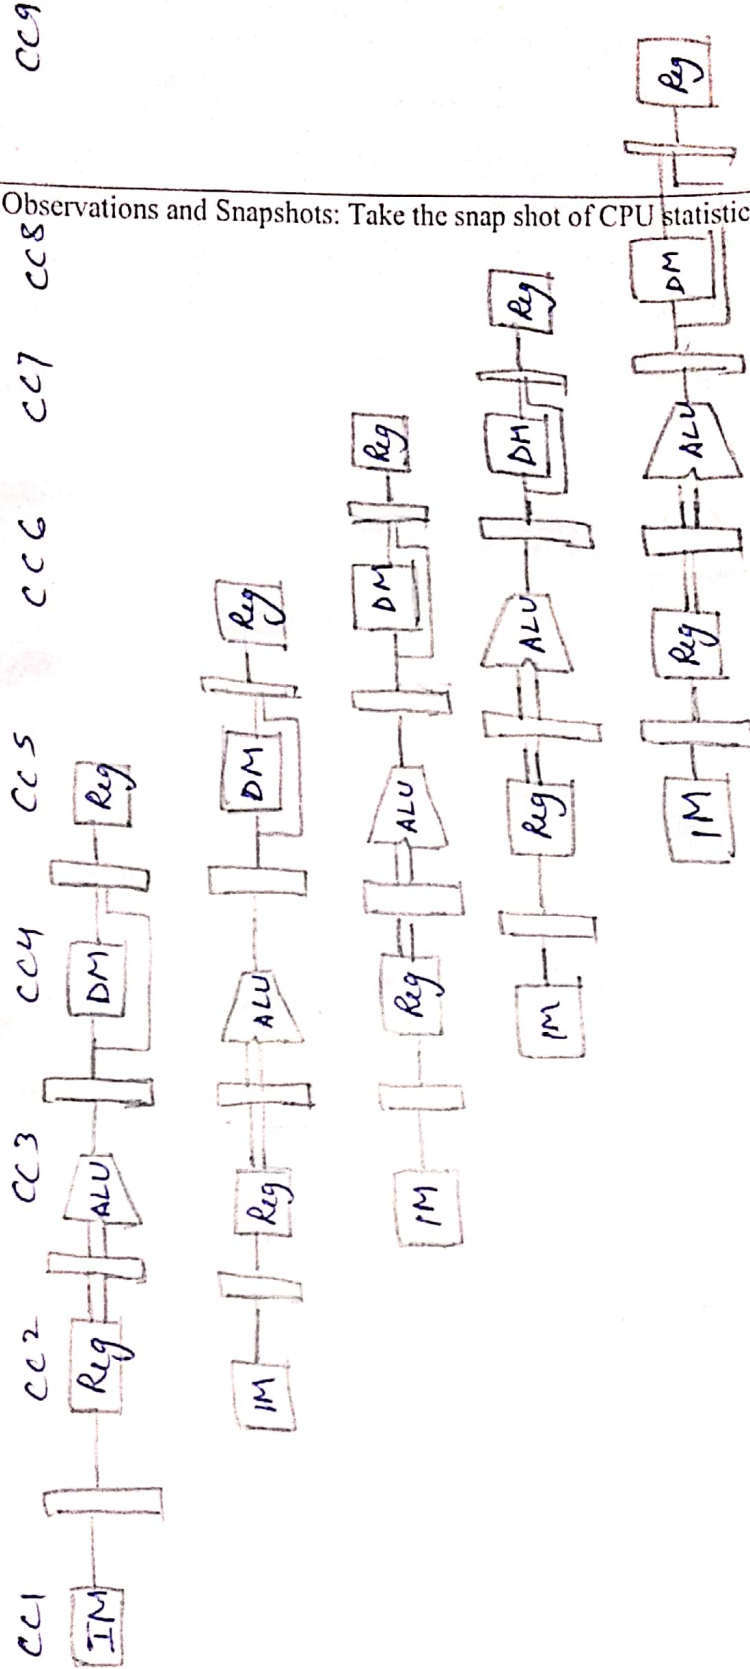 Observations and Snapshots: Take the snap shot of CPU statistic
CC1 CC2 CC3 CC4 CC5 CC6 CC7 CC8 CC9
IM Reg ALU DM Reg
IM Reg ALU DM Reg
IM Reg ALU DM Reg
IM Reg ALU DM Reg
IM Reg ALU DM Reg